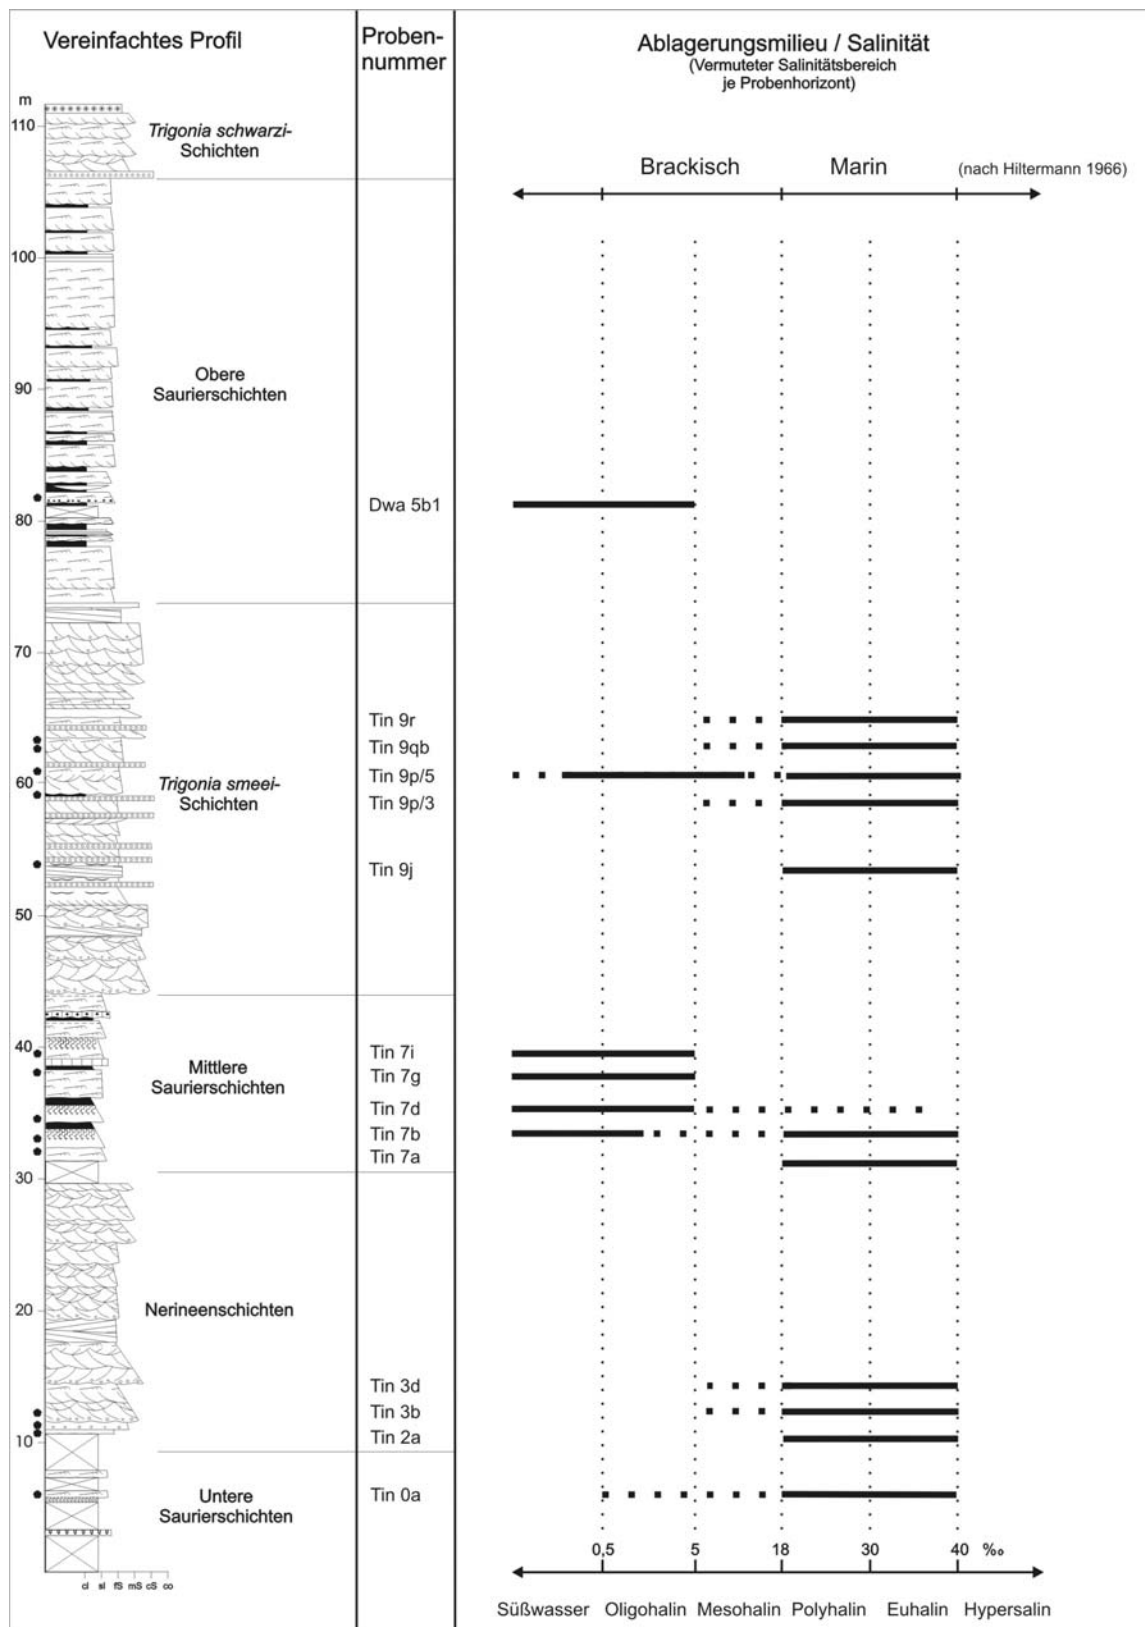 Vereinfachtes Profil
Proben-
nummer
Ablagerungsmilieu / Salinität
(Vermuteter Salinitätsbereich
je Probenhorizont)
m
110
Trigonia schwarzi-
Schichten
Brackisch Marin (nach Hiltermann 1966)
100
90
Obere
Saurierschichten
Dwa 5b1
80
70
Tin 9r
Tin 9qb
Tin 9p/5
60
Trigonia smeei-
Schichten
Tin 9p/3
Tin 9j
50
40
Tin 7i
Mittlere
Saurierschichten
Tin 7g
Tin 7d
Tin 7b
Tin 7a
30
20
Nerineenschichten
Tin 3d
Tin 3b
Tin 2a
10
Untere
Saurierschichten
Tin 0a
0,5 5 18 30 40 ‰
cl sl fS mS cS co
Süßwasser Oligohalin Mesohalin Polyhalin Euhalin Hypersalin